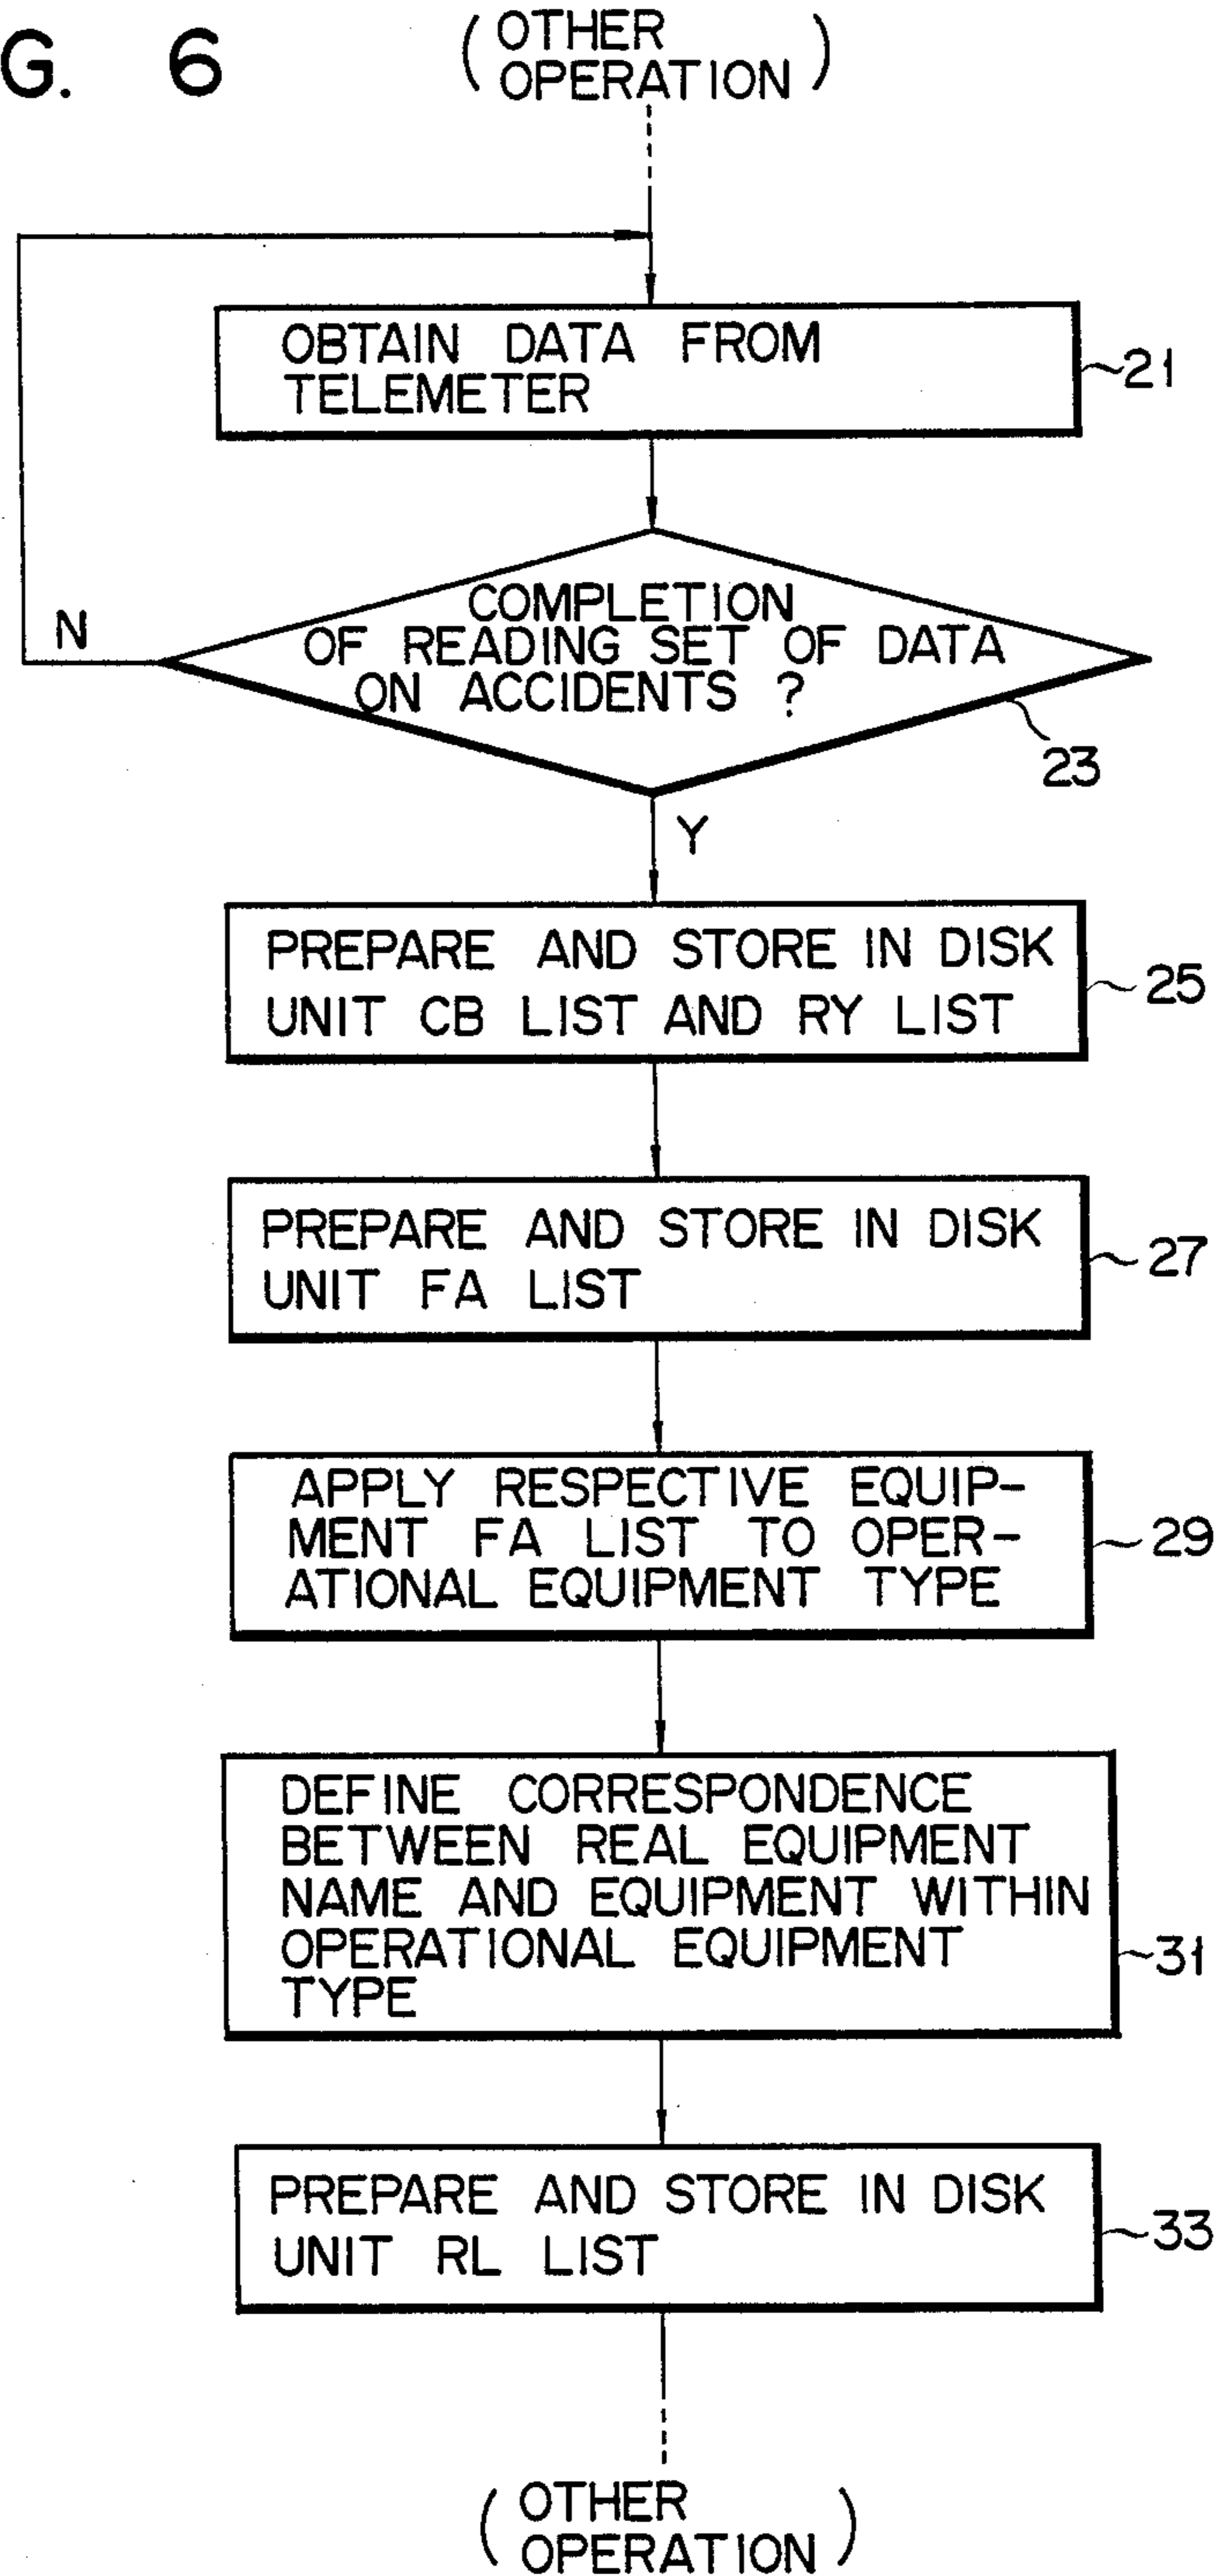 G. 6
( OTHER
OPERATION )
OBTAIN DATA FROM
TELEMETER
21
COMPLETION
OF READING SET OF DATA
ON ACCIDENTS ?
N
23
Y
PREPARE AND STORE IN DISK
UNIT CB LIST AND RY LIST
25
PREPARE AND STORE IN DISK
UNIT FA LIST
27
APPLY RESPECTIVE EQUIP-
MENT FA LIST TO OPER-
ATIONAL EQUIPMENT TYPE
29
DEFINE CORRESPONDENCE
BETWEEN REAL EQUIPMENT
NAME AND EQUIPMENT WITHIN
OPERATIONAL EQUIPMENT
TYPE
31
PREPARE AND STORE IN DISK
UNIT RL LIST
33
( OTHER
OPERATION )